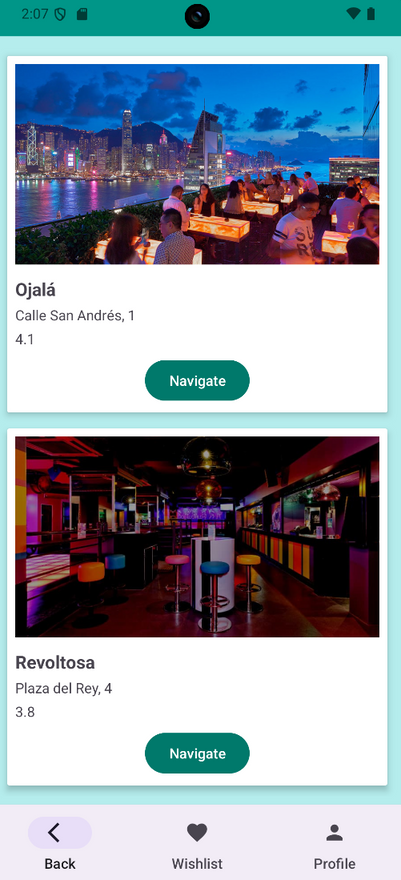 2:07
Ojalá
Calle San Andrés, 1
4.1
Navigate
Revoltosa
Plaza del Rey, 4
3.8
Navigate
Back
Wishlist
Profile